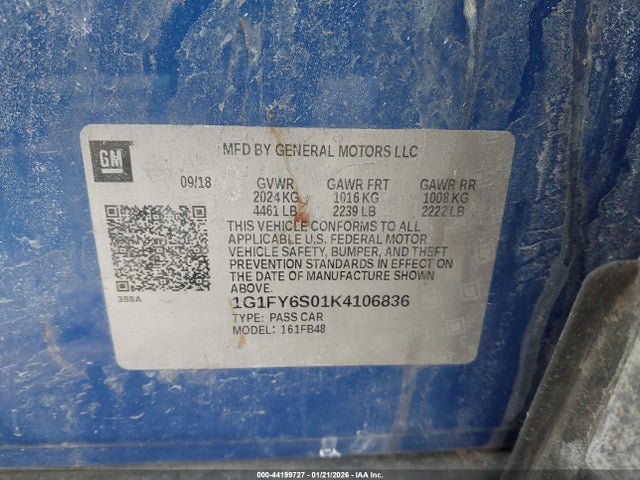 GM
MFD BY GENERAL MOTORS LLC
09/18 GVWR GAWR FRT GAWR RR
2024 KG 1016 KG 1008 KG
4461 LB 2239 LB 2222 LB
THIS VEHICLE CONFORMS TO ALL
APPLICABLE U.S. FEDERAL MOTOR
VEHICLE SAFETY, BUMPER, AND THEFT
PREVENTION STANDARDS IN EFFECT ON
THE DATE OF MANUFACTURE SHOWN
ABOVE.
388A
1G1FY6S01K4106836
TYPE: PASS CAR
MODEL: 161FB48
000-44199727 - 01/21/2026 - IAA Inc.